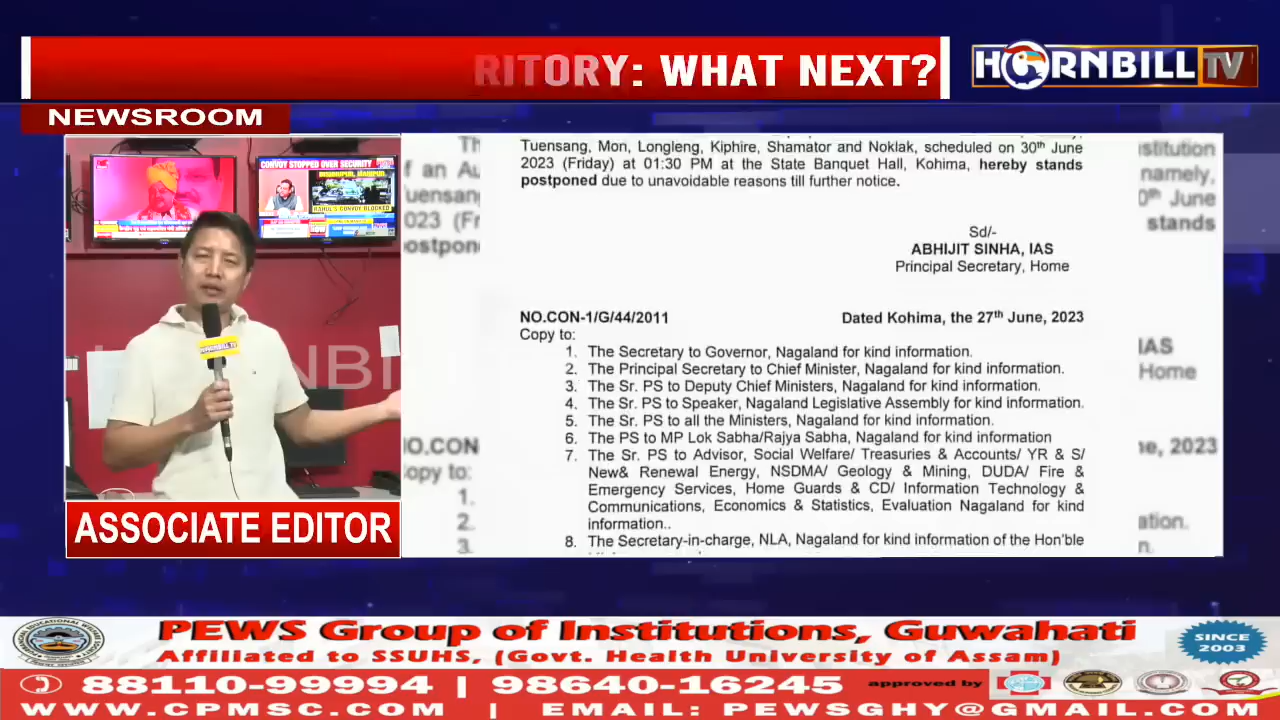 RITORY: WHAT NEXT?
HORNBILL TV
NEWSROOM
CONVOY STOPPED OVER SECURITY
BISHNUPUR, MANIPUR
RAHUL'S CONVOY BLOCKED
HORNBILL TV
ASSOCIATE EDITOR
Tuensang, Mon, Longleng, Kiphire, Shamator and Noklak, scheduled on 30th June
2023 (Friday) at 01:30 PM at the State Banquet Hall, Kohima, hereby stands
postponed due to unavoidable reasons till further notice.
Sd/-
ABHIJIT SINHA, IAS
Principal Secretary, Home
NO.CON-1/G/44/2011 Dated Kohima, the 27th June, 2023
Copy to:
1. The Secretary to Governor, Nagaland for kind information.
2. The Principal Secretary to Chief Minister, Nagaland for kind information.
3. The Sr. PS to Deputy Chief Ministers, Nagaland for kind information.
4. The Sr. PS to Speaker, Nagaland Legislative Assembly for kind information.
5. The Sr. PS to all the Ministers, Nagaland for kind information.
6. The PS to MP Lok Sabha/Rajya Sabha, Nagaland for kind information
7. The Sr. PS to Advisor, Social Welfare/ Treasuries & Accounts/ YR & S/
New& Renewal Energy, NSDMA/ Geology & Mining, DUDA/ Fire &
Emergency Services, Home Guards & CD/ Information Technology &
Communications, Economics & Statistics, Evaluation Nagaland for kind
information..
8. The Secretary-in-charge, NLA, Nagaland for kind information of the Hon'ble
PEWS Group of Institutions, Guwahati
Affiliated to SSUHS, (Govt. Health University of Assam)
SINCE
2003
88110-99994 | 98640-16245 approved by
WWW.CPMSC.COM | EMAIL: PEWSGHY@GMAIL.COM